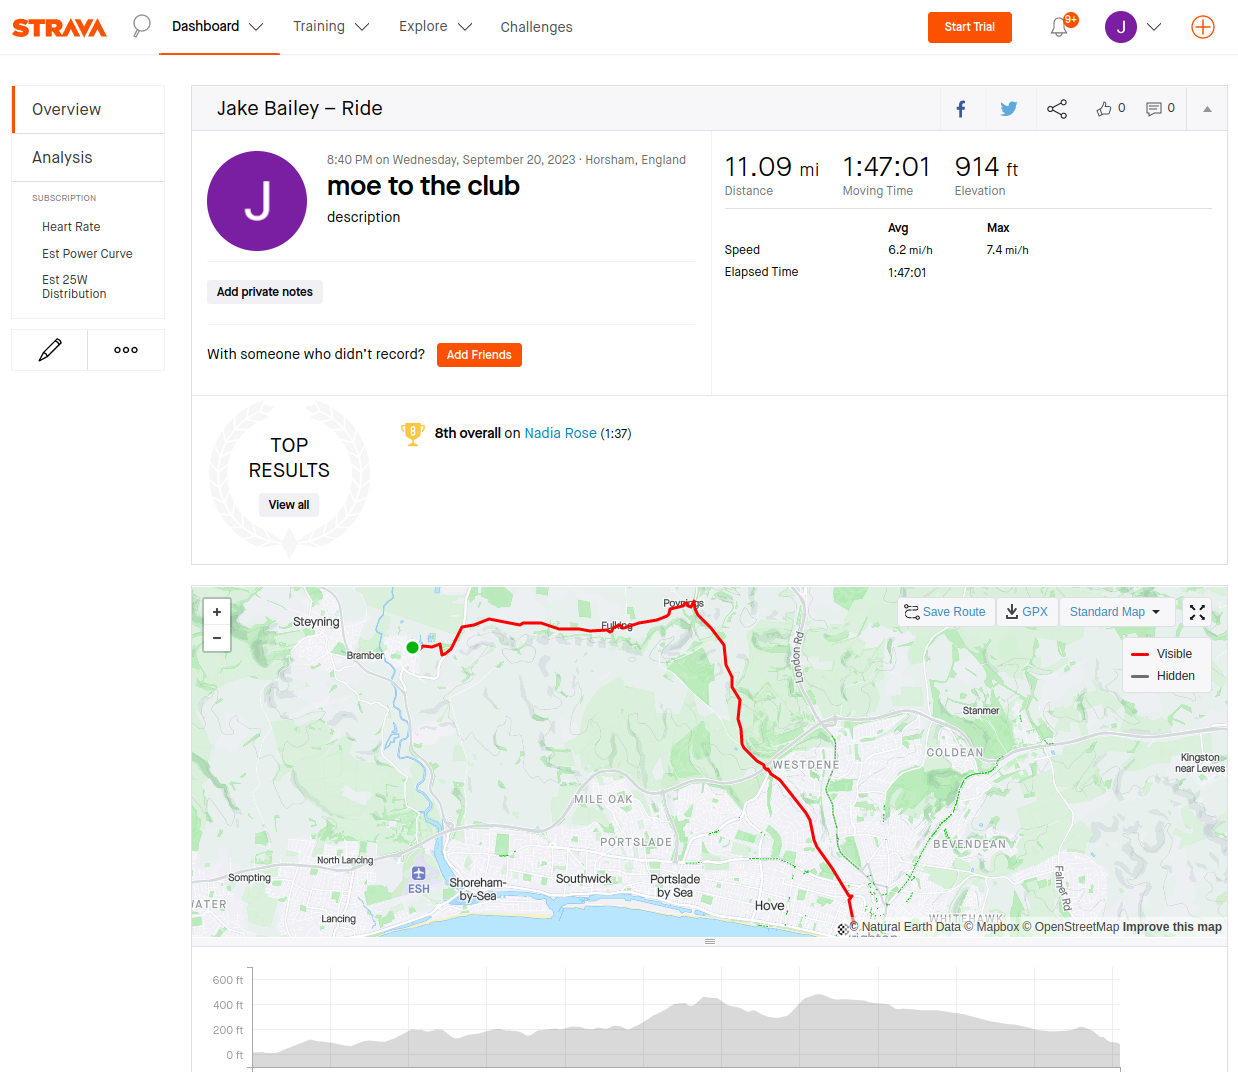 STRAVA
Dashboard
Training
Explore
Challenges
Start Trial
9+
J
Overview
Analysis
SUBSCRIPTION
Heart Rate
Est Power Curve
Est 25W
Distribution
Jake Bailey – Ride
0
0
J
8:40 PM on Wednesday, September 20, 2023 · Horsham, England
moe to the club
description
Add private notes
With someone who didn't record?
Add Friends
11.09 mi
1:47:01
914 ft
Distance
Moving Time
Elevation
Avg
Max
Speed
6.2 mi/h
7.4 mi/h
Elapsed Time
1:47:01
TOP
RESULTS
View all
8
8th overall on Nadia Rose (1:37)
+
−
Save Route
GPX
Standard Map
Visible
Hidden
Steyning
Bramber
Fulking
Poynings
London Rd
Stanmer
COLDEAN
Kingston
near Lewes
WESTDENE
MILE OAK
PORTSLADE
BEVENDEAN
North Lancing
Sompting
ESH
Shoreham-
by-Sea
Southwick
Portslade
by Sea
Hove
Falmer Rd
WATER
Lancing
WHITEHAWK
Brighton
© Natural Earth Data © Mapbox © OpenStreetMap Improve this map
600 ft
400 ft
200 ft
0 ft